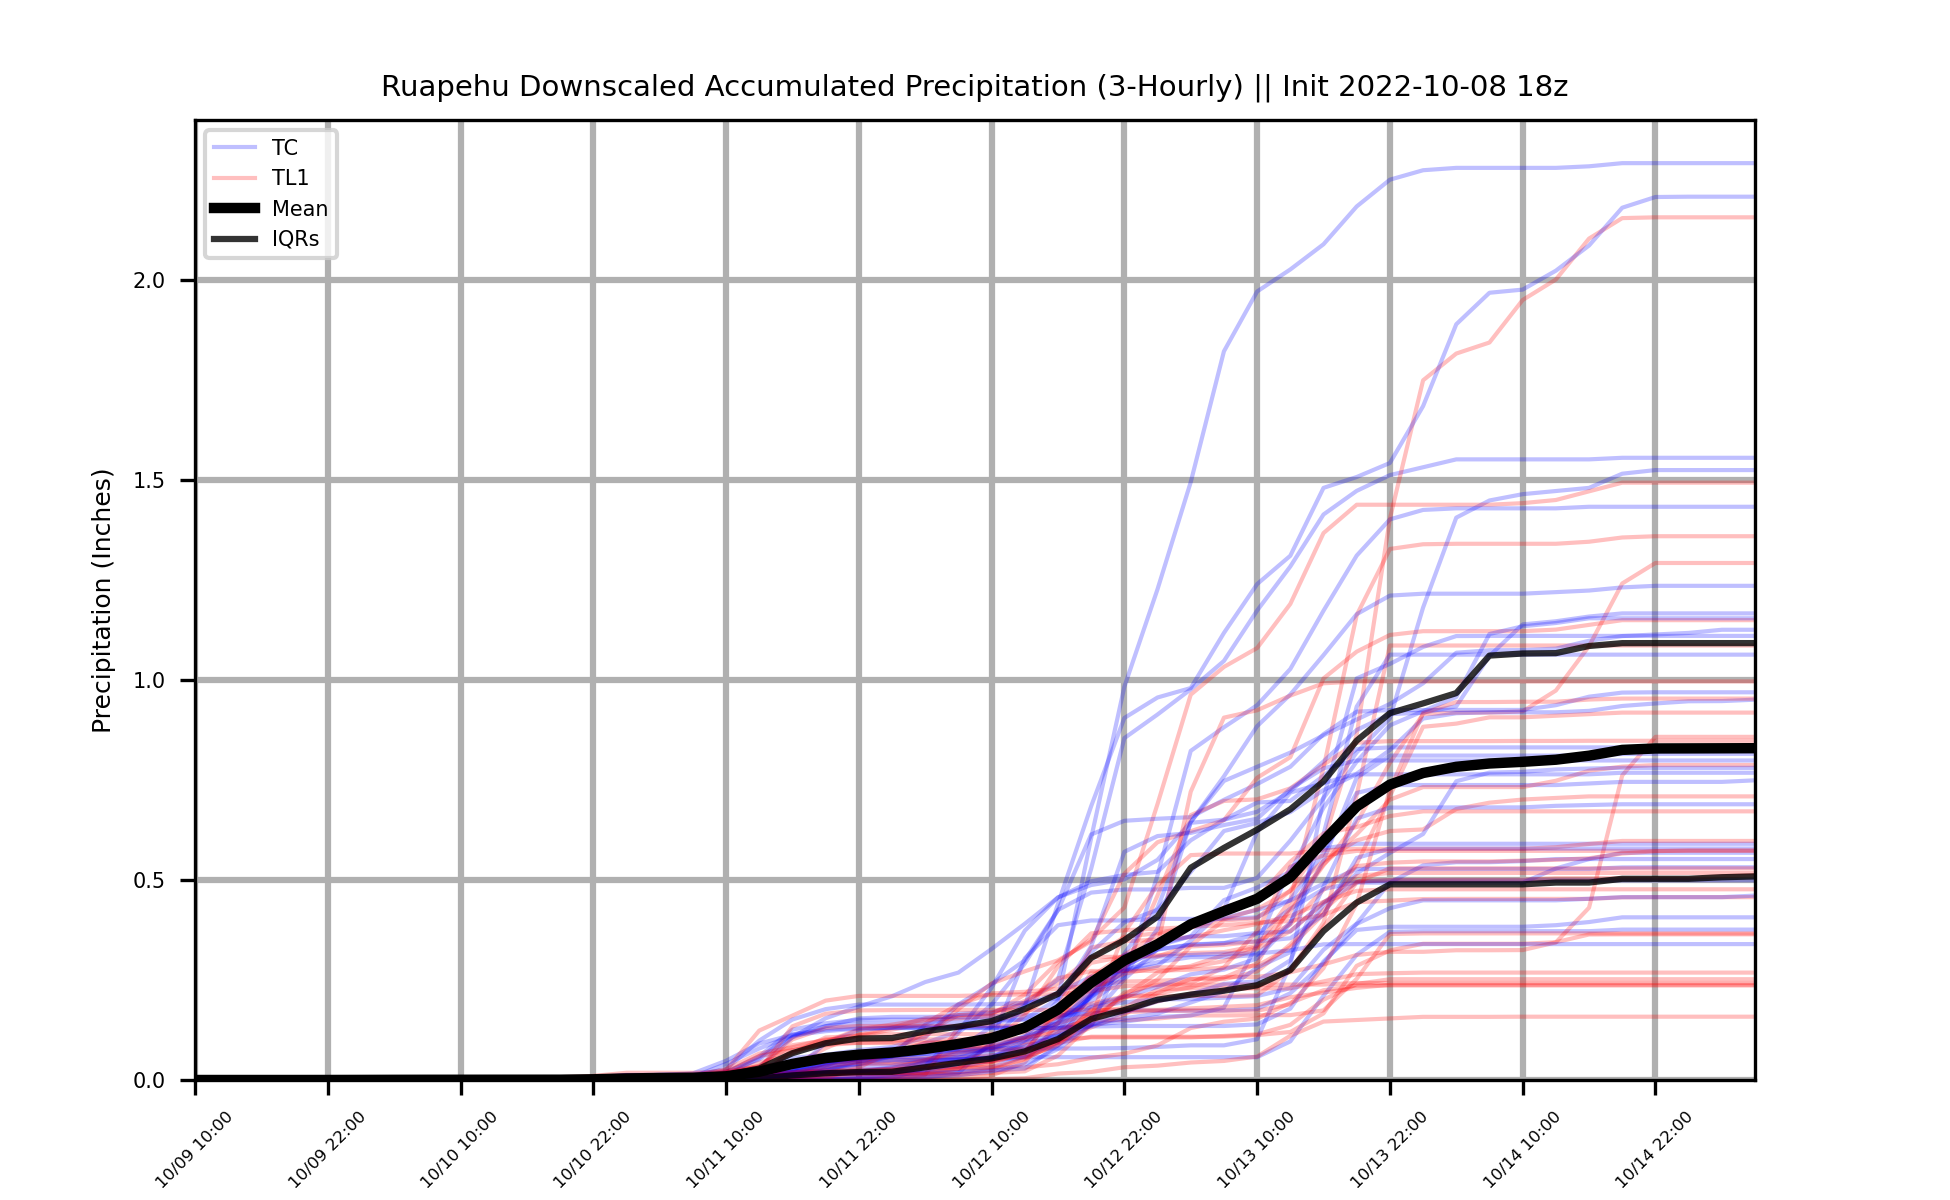 Ruapehu Downscaled Accumulated Precipitation (3-Hourly) || Init 2022-10-08 18z
TC
TL1
Mean
IQRs
Precipitation (Inches)
2.0
1.5
1.0
0.5
0.0
10/09 10:00
10/09 22:00
10/10 10:00
10/10 22:00
10/11 10:00
10/11 22:00
10/12 10:00
10/12 22:00
10/13 10:00
10/13 22:00
10/14 10:00
10/14 22:00